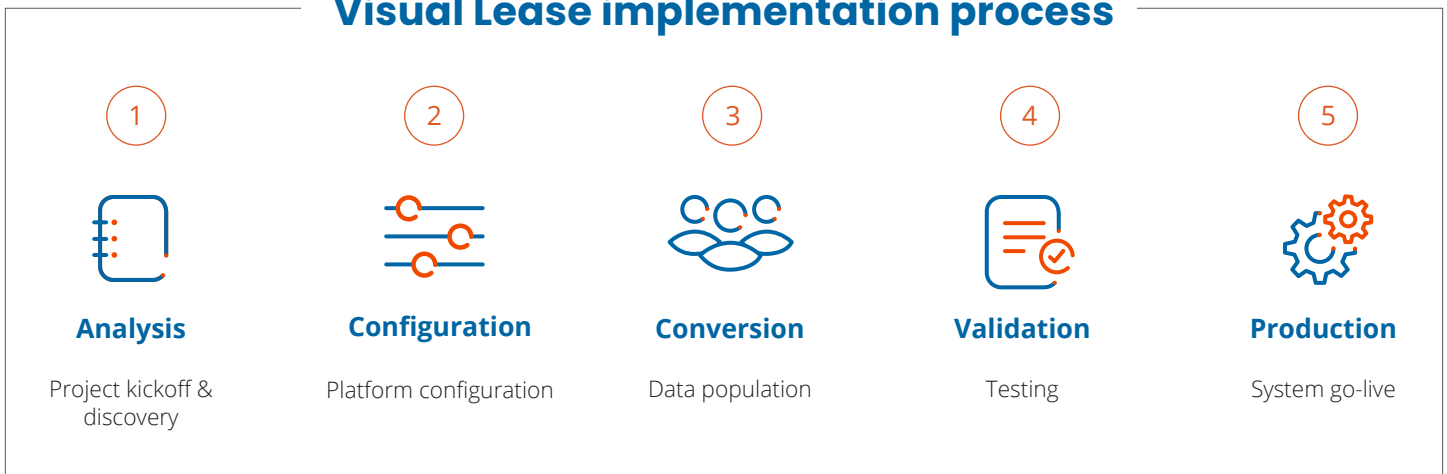 Visual Lease implementation process
1
2
3
4
5
Analysis
Configuration
Conversion
Validation
Production
Project kickoff &
discovery
Platform configuration
Data population
Testing
System go-live